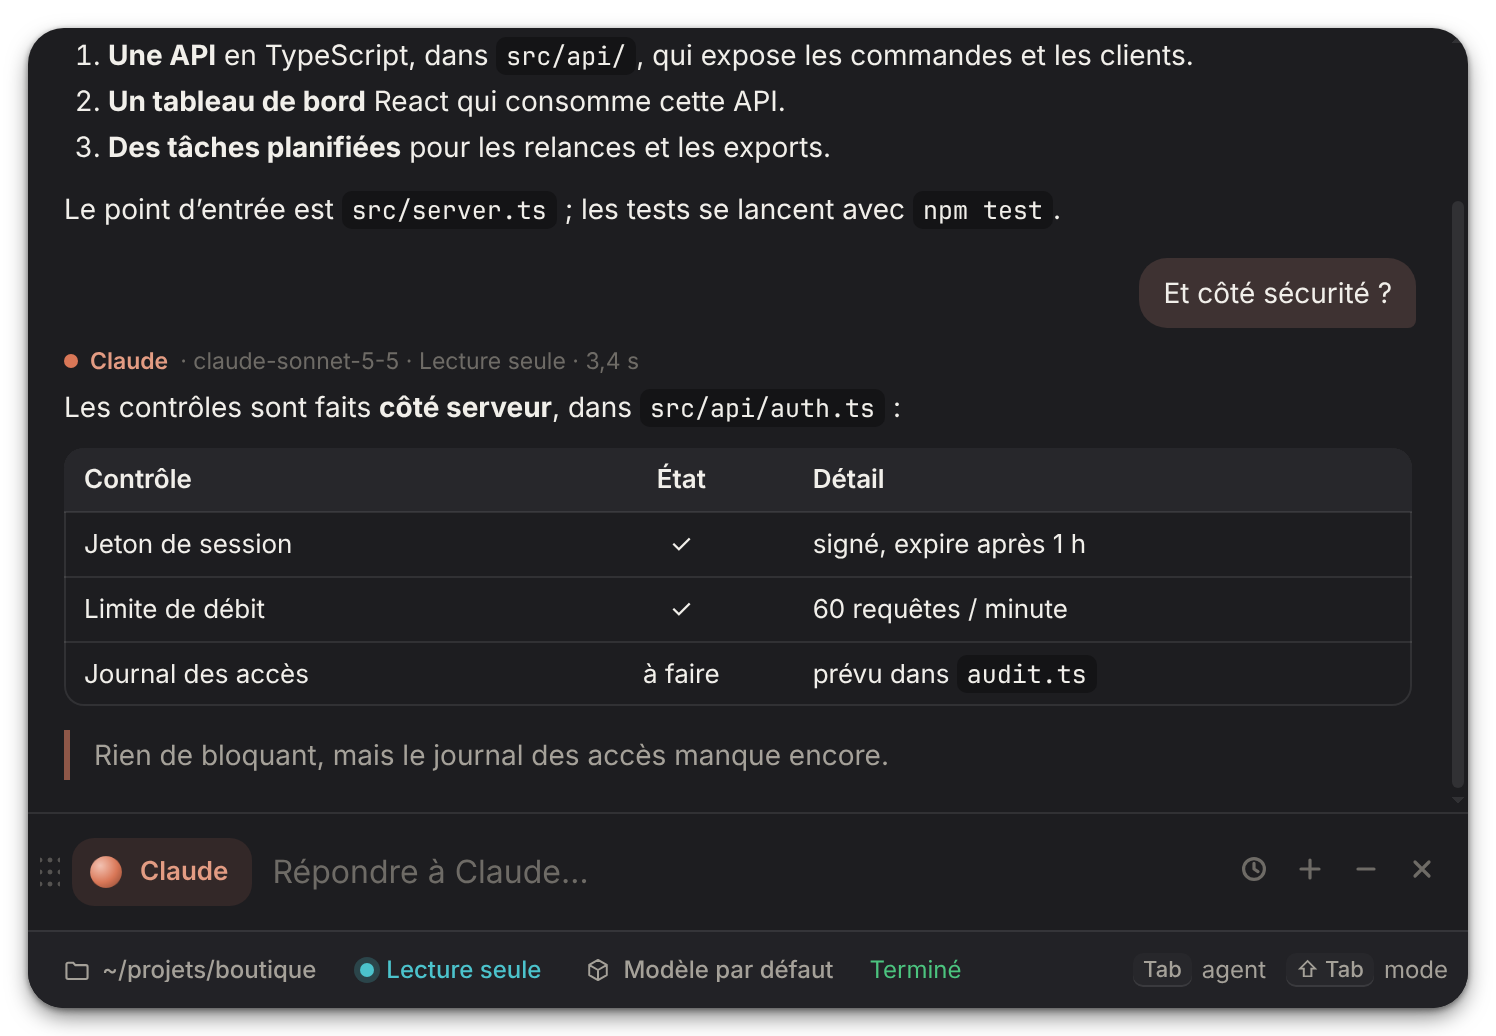 1. Une API en TypeScript, dans src/api/ , qui expose les commandes et les clients.
2. Un tableau de bord React qui consomme cette API.
3. Des tâches planifiées pour les relances et les exports.
Le point d’entrée est src/server.ts ; les tests se lancent avec npm test .
Et côté sécurité ?
Claude · claude-sonnet-5-5 · Lecture seule · 3,4 s
Les contrôles sont faits côté serveur, dans src/api/auth.ts :
Contrôle État Détail
Jeton de session ✓ signé, expire après 1 h
Limite de débit ✓ 60 requêtes / minute
Journal des accès à faire prévu dans audit.ts
Rien de bloquant, mais le journal des accès manque encore.
Claude Répondre à Claude...
~/projets/boutique Lecture seule Modèle par défaut Terminé Tab agent ⇧ Tab mode